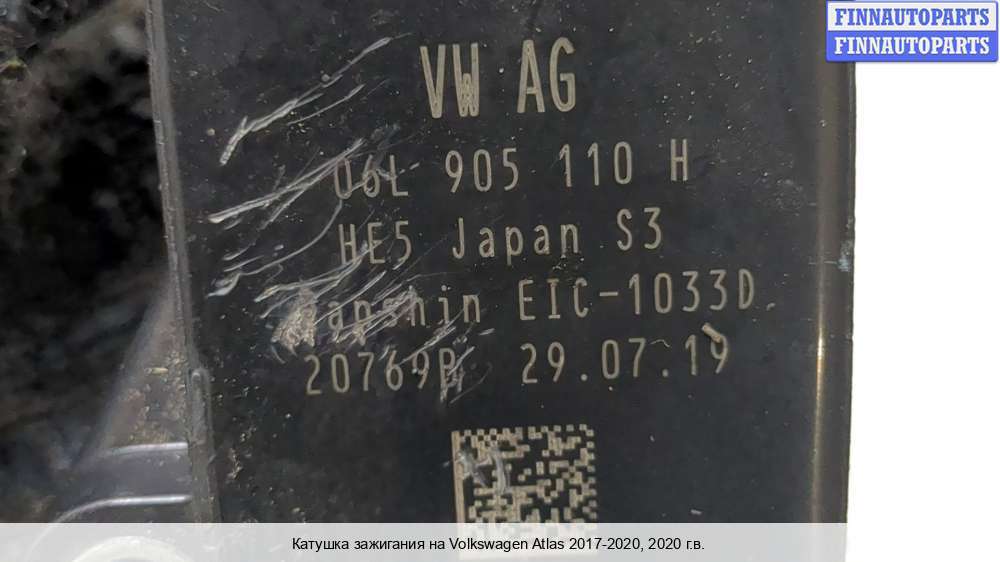 FINNAUTOPARTS
FINNAUTOPARTS
VW AG
06L 905 110 H
HE5 Japan S3
EIC-1033D
20769B 29.07.19
Катушка зажигания на Volkswagen Atlas 2017-2020, 2020 г.в.